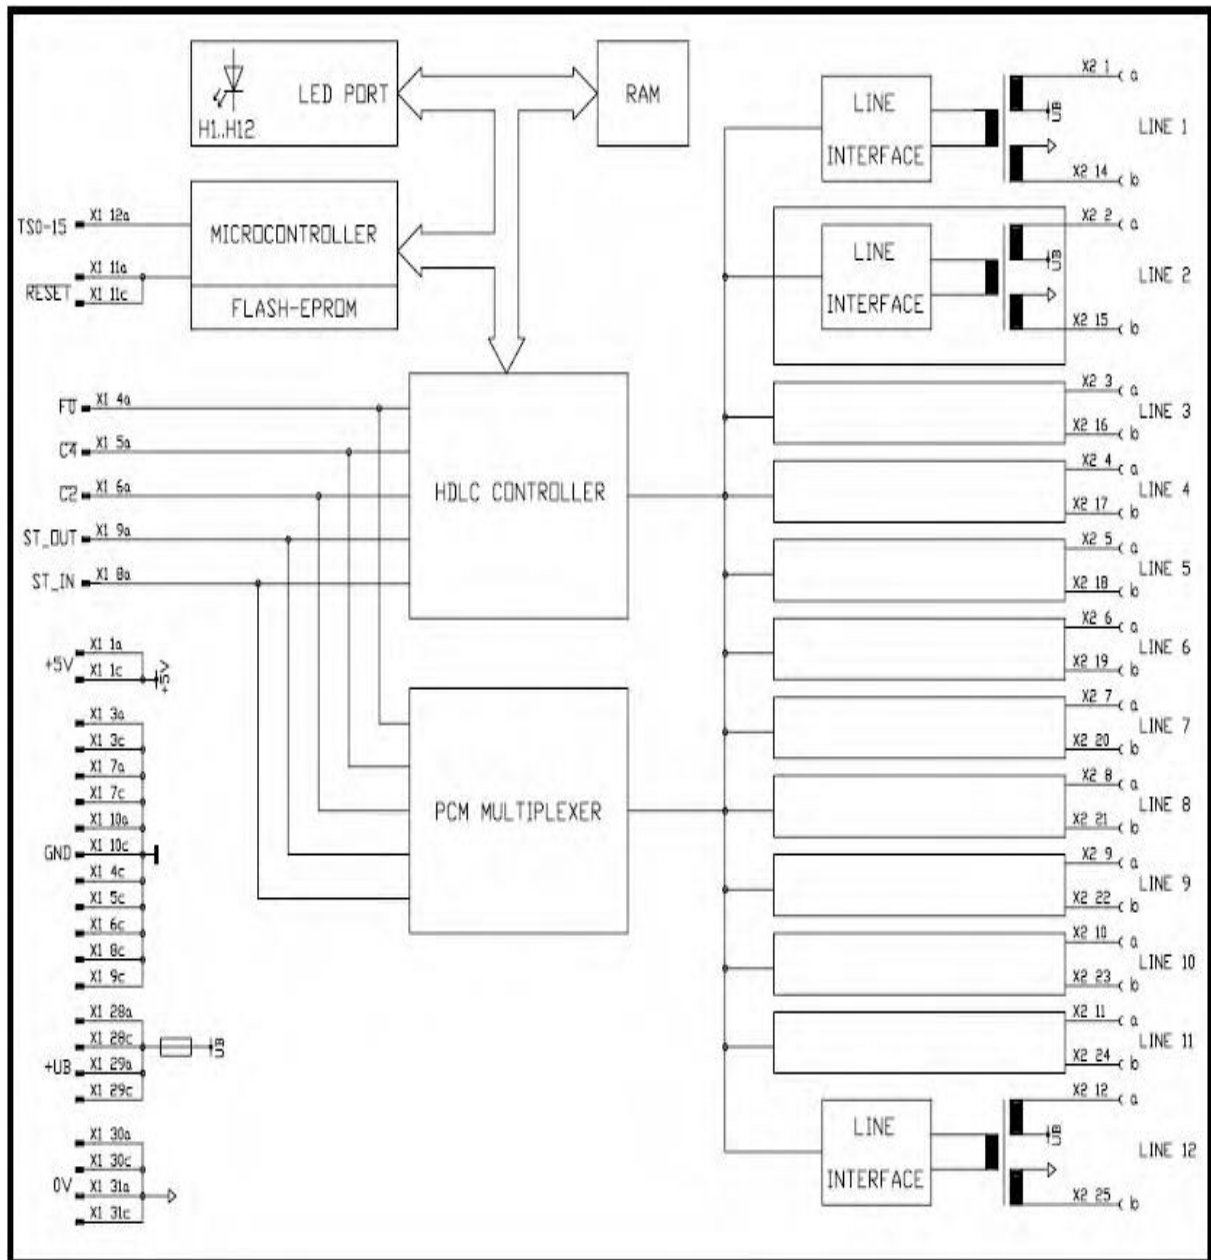 LED PORT
H1..H12
RAM
TS0-15
X1 12a
MICROCONTROLLER
FLASH-EPROM
X1 11a
RESET
X1 11c
F0
X1 4a
C4
X1 5a
C2
X1 6a
ST_OUT
X1 9a
ST_IN
X1 8a
HDLC CONTROLLER
X1 1a
+5V
X1 1c
+5V
X1 3a
X1 3c
X1 7a
X1 7c
X1 10a
GND
X1 10c
X1 4c
X1 5c
X1 6c
X1 8c
X1 9c
PCM MULTIPLEXER
X1 28a
X1 28c
UB
+UB
X1 29a
X1 29c
X1 30a
X1 30c
0V
X1 31a
X1 31c
LINE
INTERFACE
X2 1
a
UB
LINE 1
X2 14
b
LINE
INTERFACE
X2 2
a
UB
LINE 2
X2 15
b
X2 3
a
LINE 3
X2 16
b
X2 4
a
LINE 4
X2 17
b
X2 5
a
LINE 5
X2 18
b
X2 6
a
LINE 6
X2 19
b
X2 7
a
LINE 7
X2 20
b
X2 8
a
LINE 8
X2 21
b
X2 9
a
LINE 9
X2 22
b
X2 10
a
LINE 10
X2 23
b
X2 11
a
LINE 11
X2 24
b
LINE
INTERFACE
X2 12
a
UB
LINE 12
X2 25
b